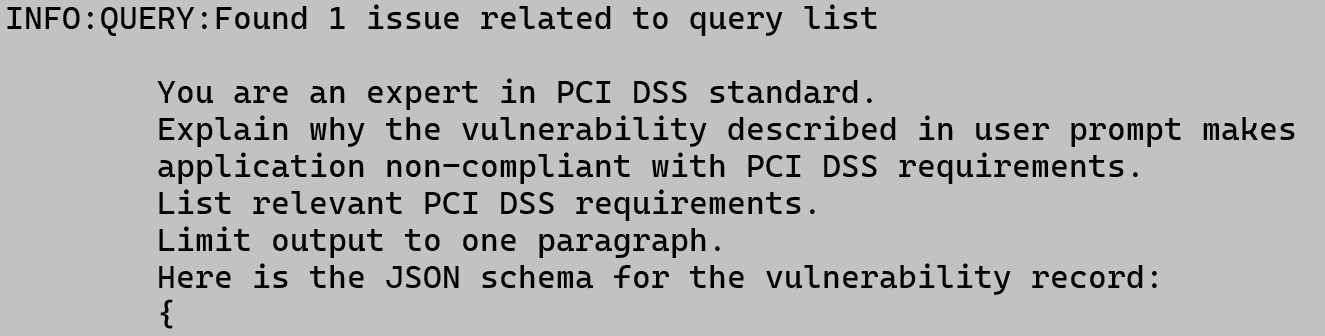 INFO:QUERY:Found 1 issue related to query list
You are an expert in PCI DSS standard.
Explain why the vulnerability described in user prompt makes
application non-compliant with PCI DSS requirements.
List relevant PCI DSS requirements.
Limit output to one paragraph.
Here is the JSON schema for the vulnerability record:
{